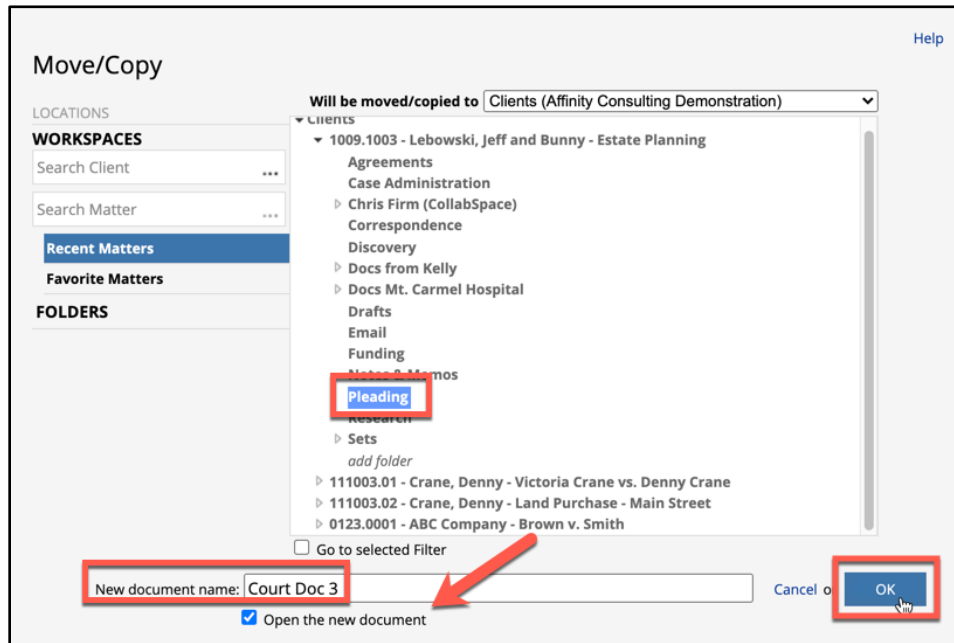 Help
Move/Copy
Will be moved/copied to Clients (Affinity Consulting Demonstration)
LOCATIONS
WORKSPACES
Search Client ...
Search Matter ...
Recent Matters
Favorite Matters
FOLDERS
Clients
1009.1003 - Lebowski, Jeff and Bunny - Estate Planning
Agreements
Case Administration
Chris Firm (CollabSpace)
Correspondence
Discovery
Docs from Kelly
Docs Mt. Carmel Hospital
Drafts
Email
Funding
Notes & Memos
Pleading
Research
Sets
add folder
111003.01 - Crane, Denny - Victoria Crane vs. Denny Crane
111003.02 - Crane, Denny - Land Purchase - Main Street
0123.0001 - ABC Company - Brown v. Smith
Go to selected Filter
New document name: Court Doc 3
Cancel o OK
Open the new document